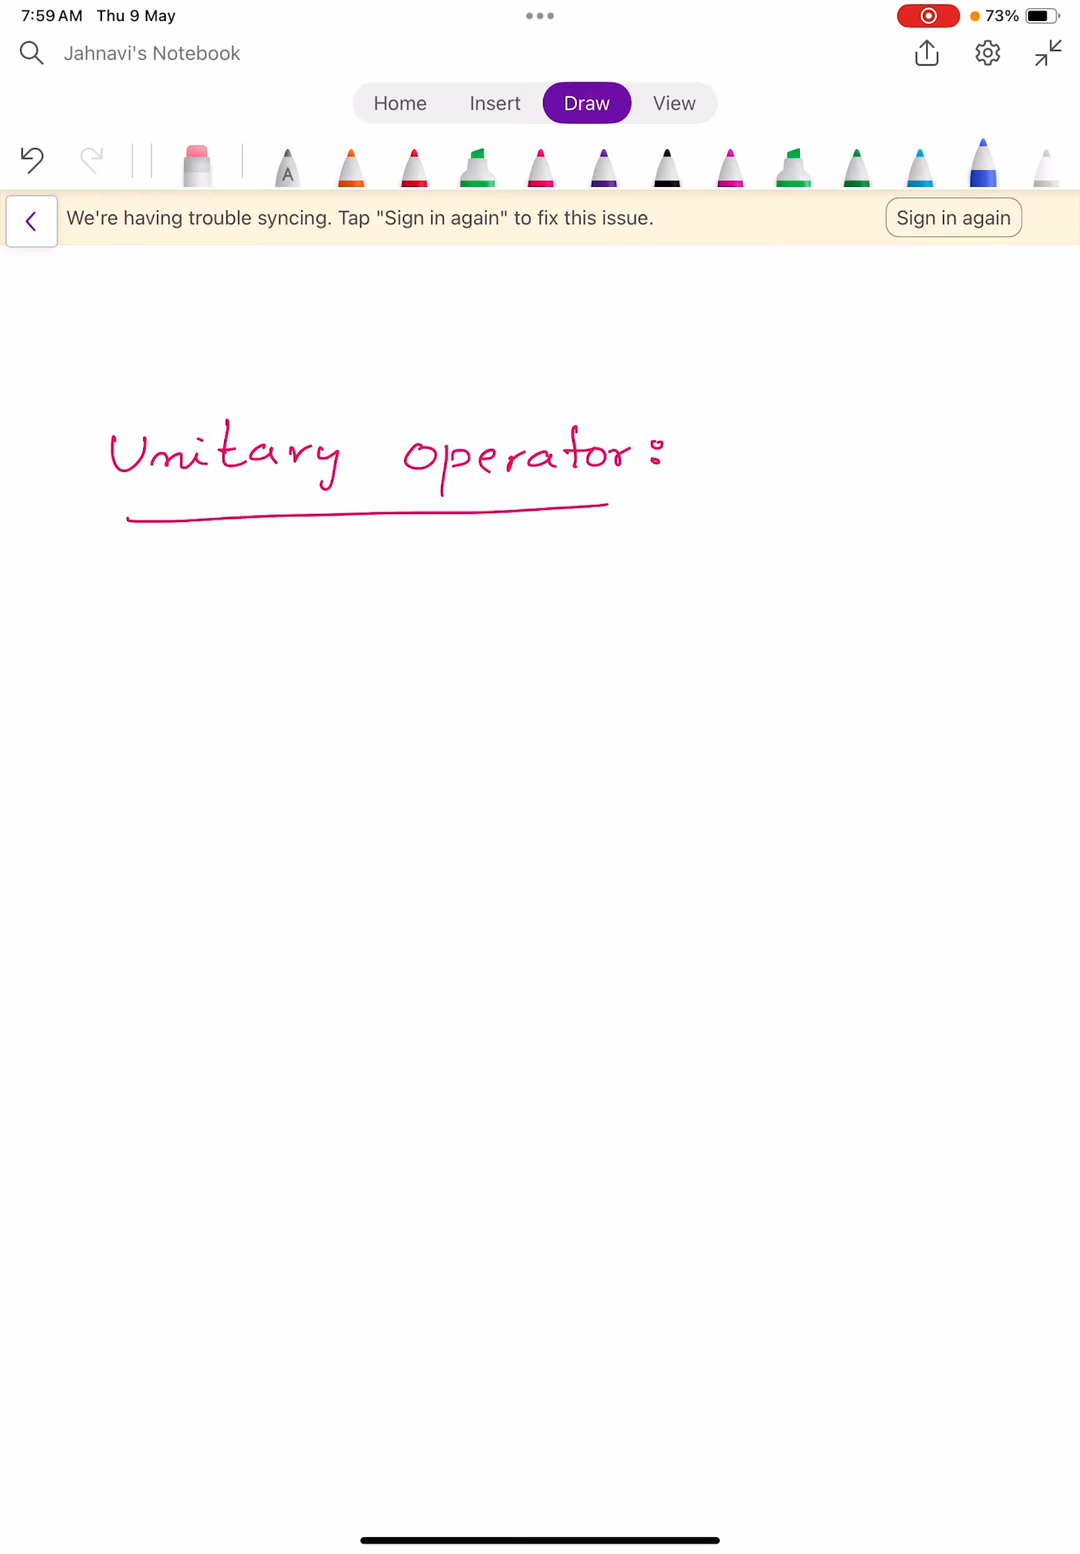 7:59 AM Thu 9 May
73%
Jahnavi's Notebook
Home Insert Draw View
A
We're having trouble syncing. Tap "Sign in again" to fix this issue.
Sign in again
Unitary operator: